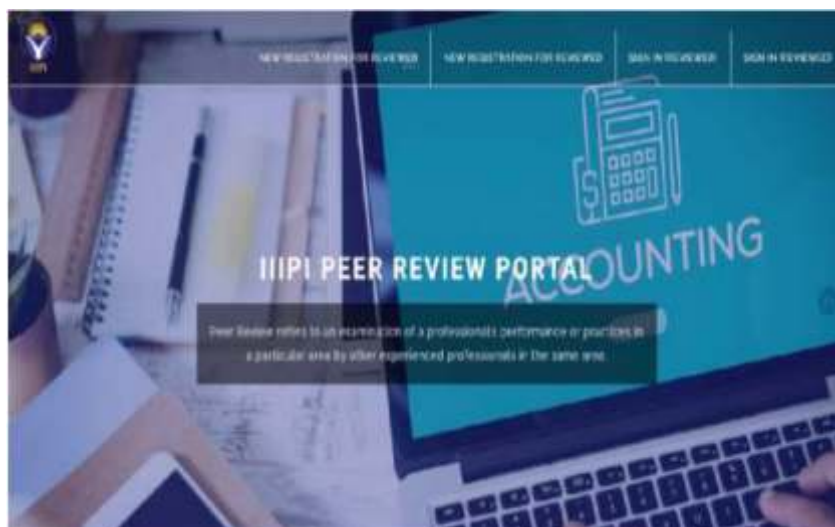 IIIPI
NEW REGISTRATION FOR REVIEWER
NEW REGISTRATION FOR REVIEWED
SIGN IN REVIEWER
SIGN IN REVIEWED
ACCOUNTING
IIIPI PEER REVIEW PORTAL
Peer Review refers to an examination of a professionals performance or practices in
a particular area by other experienced professionals in the same area.